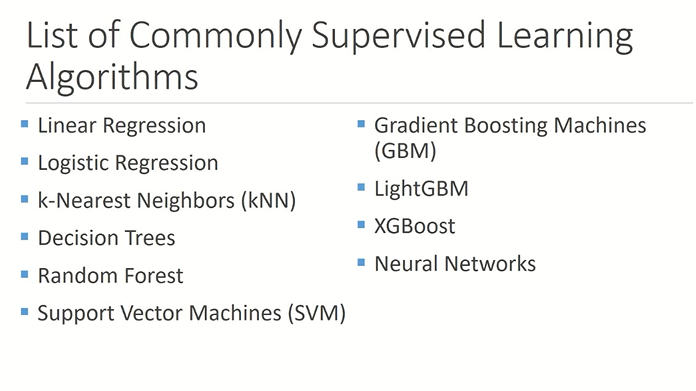 List of Commonly Supervised Learning
Algorithms
Linear Regression
Logistic Regression
k-Nearest Neighbors (kNN)
Decision Trees
Random Forest
Support Vector Machines (SVM)
Gradient Boosting Machines
(GBM)
LightGBM
XGBoost
Neural Networks